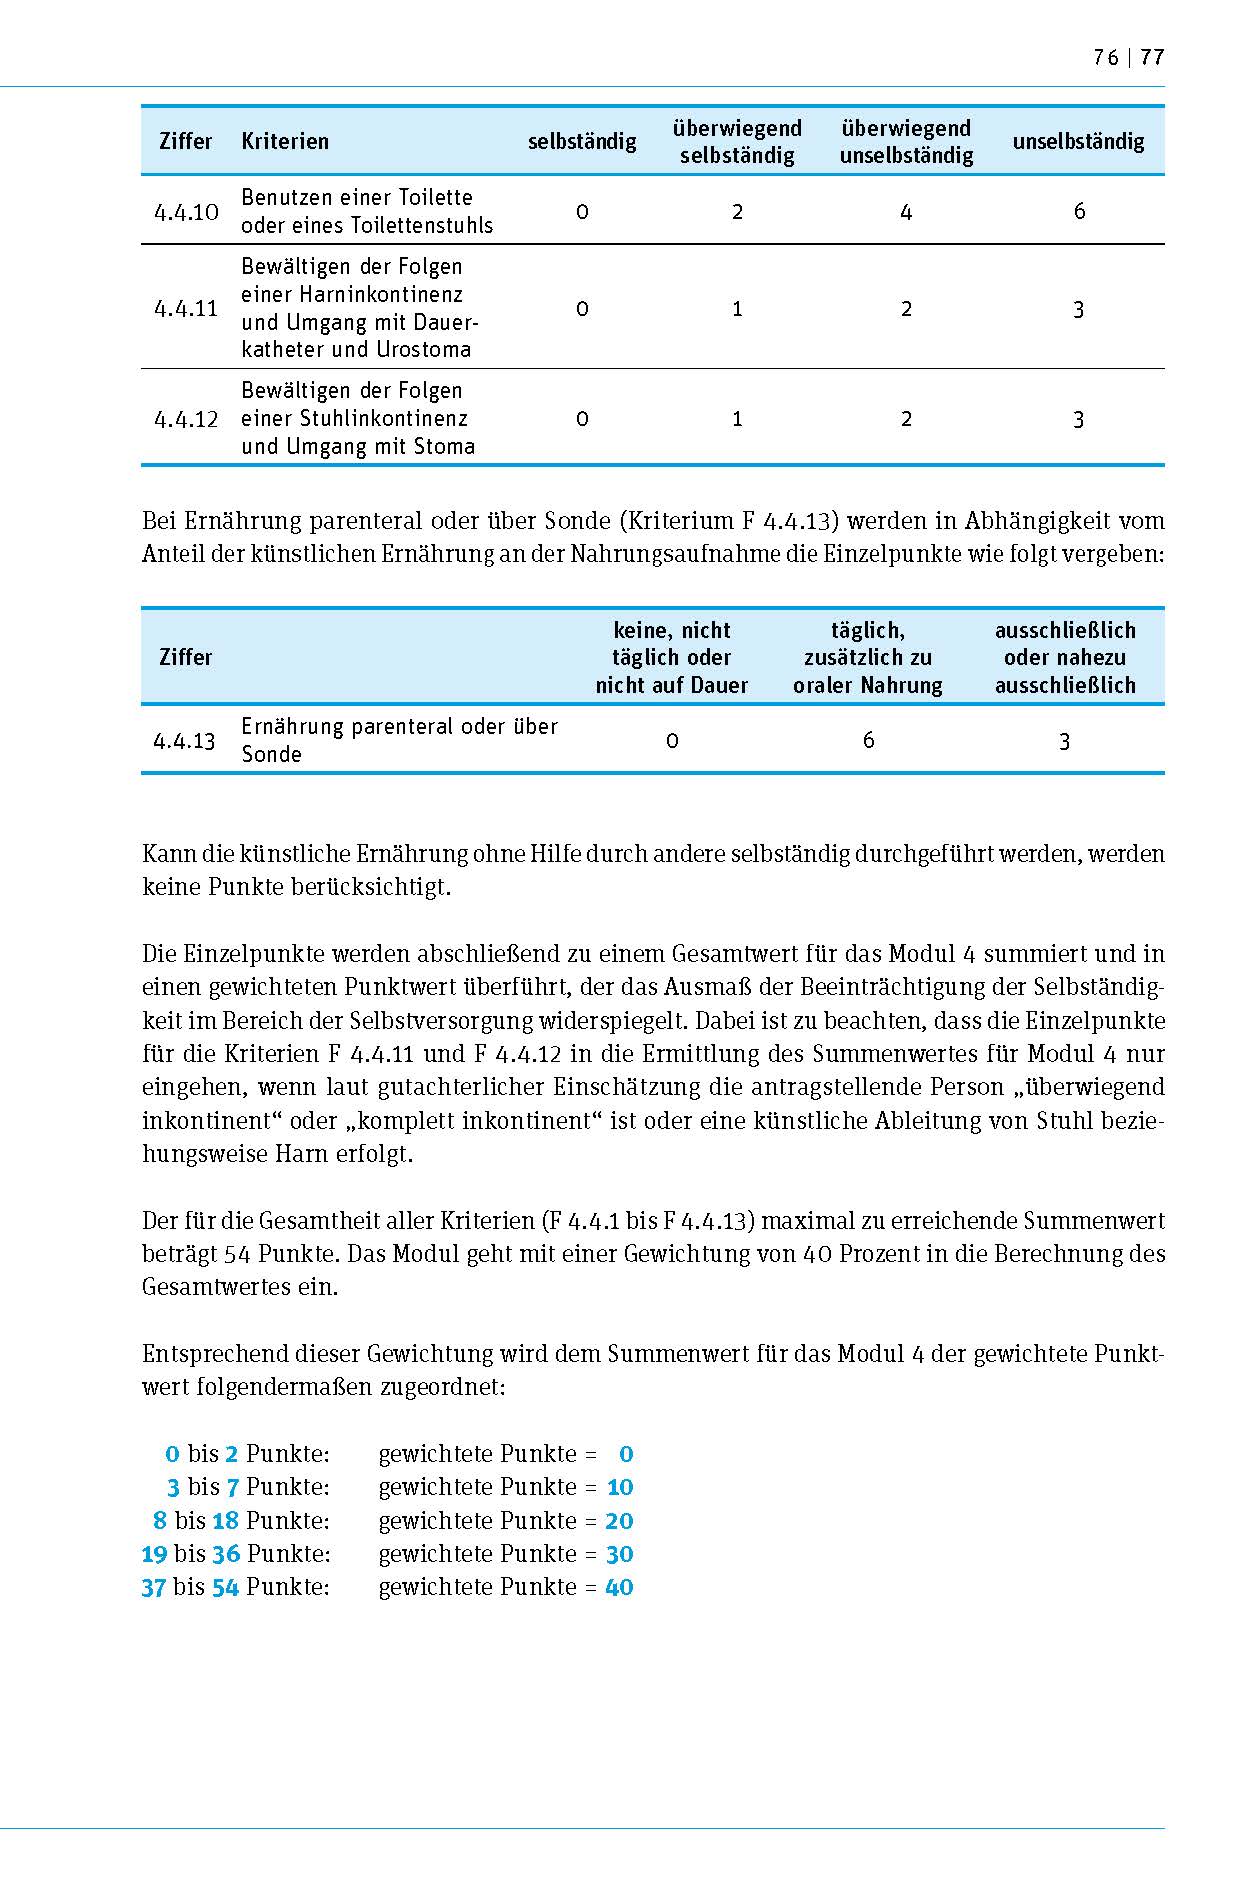 76 | 77
Ziffer Kriterien selbständig überwiegend selbständig überwiegend unselbständig unselbständig
4.4.10 Benutzen einer Toilette oder eines Toilettenstuhls 0 2 4 6
4.4.11 Bewältigen der Folgen einer Harninkontinenz und Umgang mit Dauer-katheter und Urostoma 0 1 2 3
4.4.12 Bewältigen der Folgen einer Stuhlinkontinenz und Umgang mit Stoma 0 1 2 3
Bei Ernährung parenteral oder über Sonde (Kriterium F 4.4.13) werden in Abhängigkeit vom
Anteil der künstlichen Ernährung an der Nahrungsaufnahme die Einzelpunkte wie folgt vergeben:
Ziffer keine, nicht täglich oder nicht auf Dauer täglich, zusätzlich zu oraler Nahrung ausschließlich oder nahezu ausschließlich
4.4.13 Ernährung parenteral oder über Sonde 0 6 3
Kann die künstliche Ernährung ohne Hilfe durch andere selbständig durchgeführt werden, werden
keine Punkte berücksichtigt.
Die Einzelpunkte werden abschließend zu einem Gesamtwert für das Modul 4 summiert und in
einen gewichteten Punktwert überführt, der das Ausmaß der Beeinträchtigung der Selbständig-
keit im Bereich der Selbstversorgung widerspiegelt. Dabei ist zu beachten, dass die Einzelpunkte
für die Kriterien F 4.4.11 und F 4.4.12 in die Ermittlung des Summenwertes für Modul 4 nur
eingehen, wenn laut gutachterlicher Einschätzung die antragstellende Person „überwiegend
inkontinent“ oder „komplett inkontinent“ ist oder eine künstliche Ableitung von Stuhl bezie-
hungsweise Harn erfolgt.
Der für die Gesamtheit aller Kriterien (F 4.4.1 bis F 4.4.13) maximal zu erreichende Summenwert
beträgt 54 Punkte. Das Modul geht mit einer Gewichtung von 40 Prozent in die Berechnung des
Gesamtwertes ein.
Entsprechend dieser Gewichtung wird dem Summenwert für das Modul 4 der gewichtete Punkt-
wert folgendermaßen zugeordnet:
0 bis 2 Punkte: gewichtete Punkte = 0
3 bis 7 Punkte: gewichtete Punkte = 10
8 bis 18 Punkte: gewichtete Punkte = 20
19 bis 36 Punkte: gewichtete Punkte = 30
37 bis 54 Punkte: gewichtete Punkte = 40